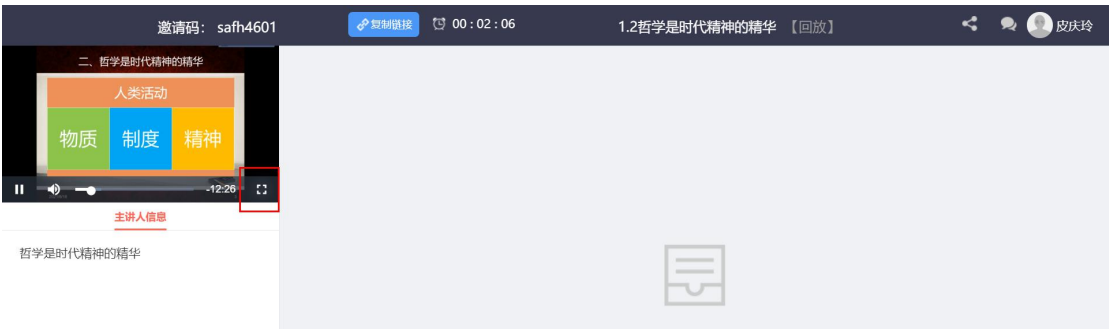 邀请码： safh4601 复制链接 00 : 02 : 06 1.2哲学是时代精神的精华 【回放】 皮庆玲
二、哲学是时代精神的精华
人类活动
物质 制度 精神
-12:26
主讲人信息
哲学是时代精神的精华